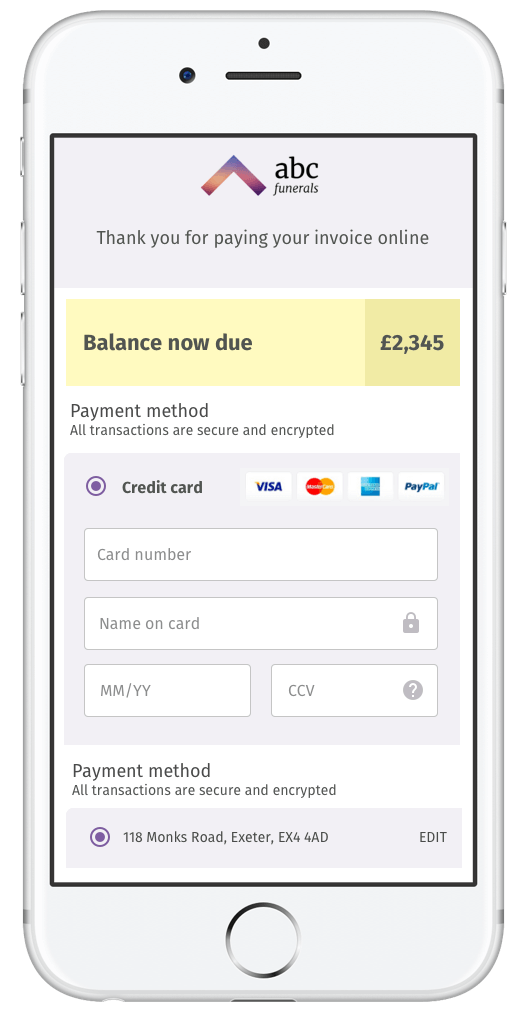 abc
funerals
Thank you for paying your invoice online
Balance now due £2,345
Payment method
All transactions are secure and encrypted
Credit card VISA MasterCard PayPal
Card number
Name on card
MM/YY CCV ?
Payment method
All transactions are secure and encrypted
118 Monks Road, Exeter, EX4 4AD EDIT